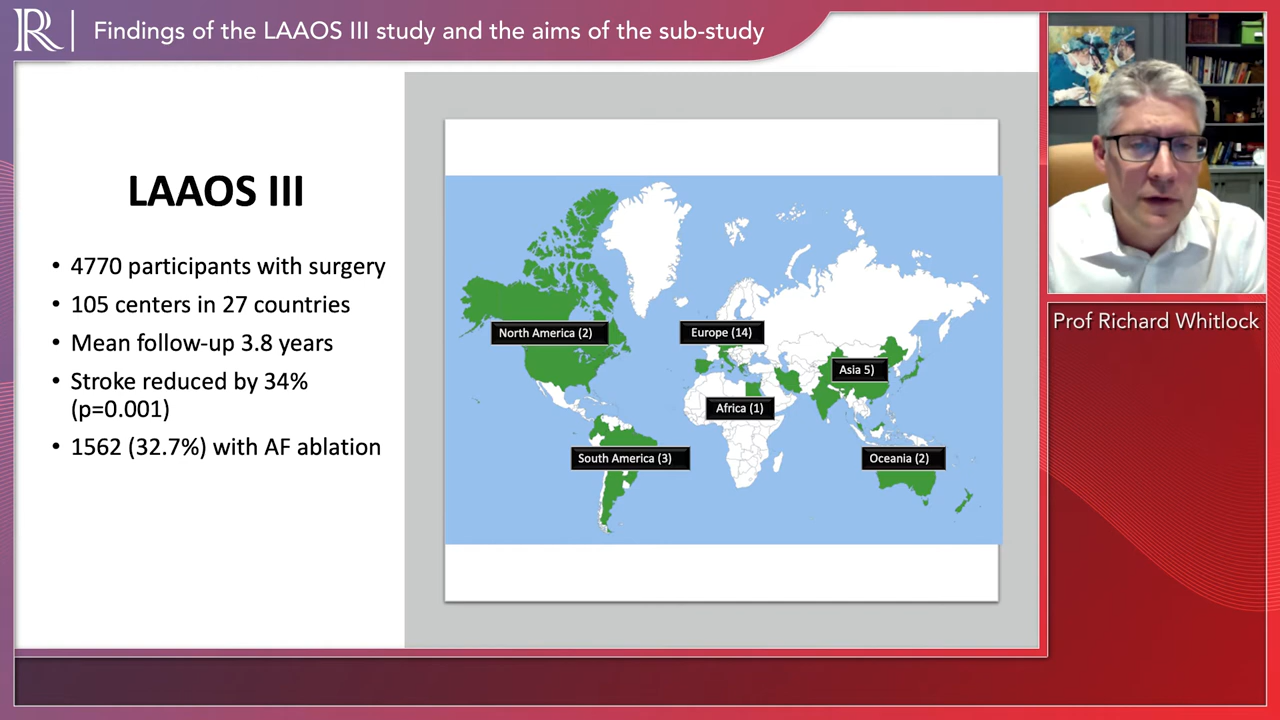 R | Findings of the LAAOS III study and the aims of the sub-study
LAAOS III
• 4770 participants with surgery
• 105 centers in 27 countries
• Mean follow-up 3.8 years
• Stroke reduced by 34%
(p=0.001)
• 1562 (32.7%) with AF ablation
North America (2)
Europe (14)
Asia 5)
Africa (1)
South America (3)
Oceania (2)
Prof Richard Whitlock